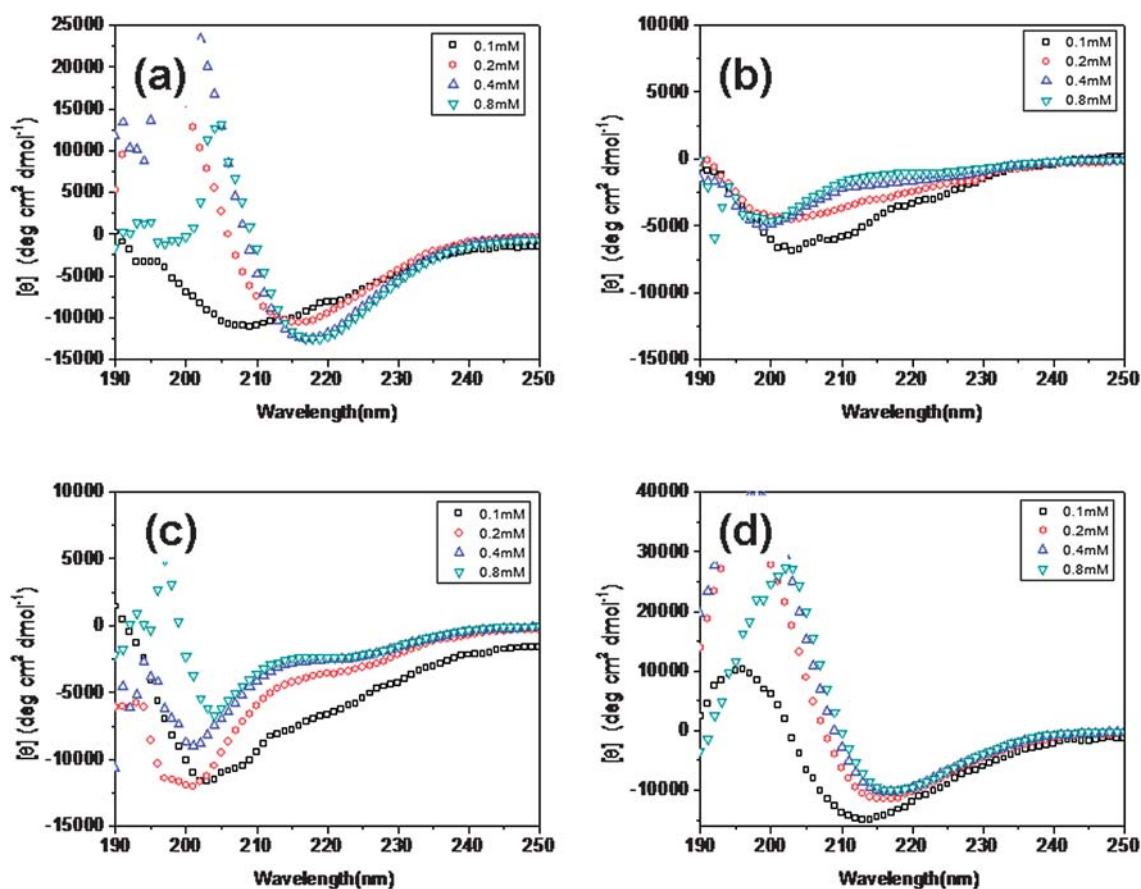 (a)
25000
20000
15000
10000
5000
0
-5000
-10000
-15000
[θ] (deg cm² dmol⁻¹)
190 200 210 220 230 240 250
Wavelength(nm)
0.1mM
0.2mM
0.4mM
0.8mM
(b)
10000
5000
0
-5000
-10000
-15000
[θ] (deg cm² dmol⁻¹)
190 200 210 220 230 240 250
Wavelength(nm)
0.1mM
0.2mM
0.4mM
0.8mM
(c)
10000
5000
0
-5000
-10000
-15000
[θ] (deg cm² dmol⁻¹)
190 200 210 220 230 240 250
Wavelength(nm)
0.1mM
0.2mM
0.4mM
0.8mM
(d)
40000
30000
20000
10000
0
-10000
[θ] (deg cm² dmol⁻¹)
190 200 210 220 230 240 250
Wavelength(nm)
0.1mM
0.2mM
0.4mM
0.8mM